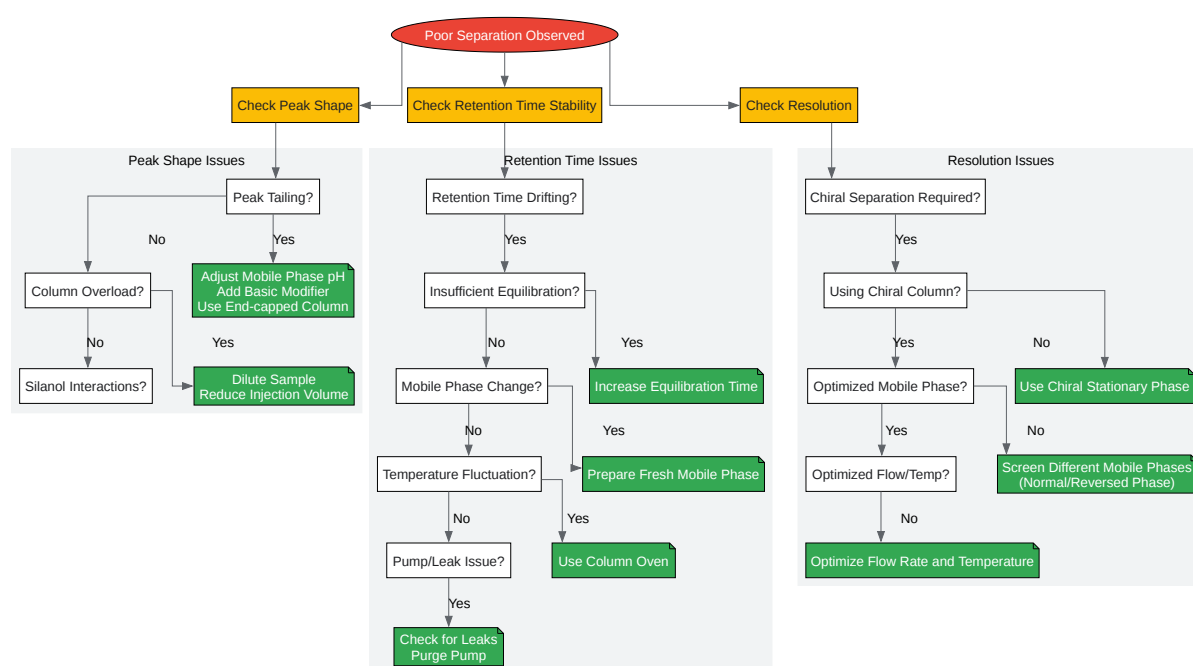 Poor Separation Observed
Check Peak Shape
Check Retention Time Stability
Check Resolution
Peak Shape Issues
Peak Tailing?
No
Yes
Adjust Mobile Phase pH
Add Basic Modifier
Use End-capped Column
Column Overload?
No
Yes
Silanol Interactions?
Dilute Sample
Reduce Injection Volume
Retention Time Issues
Retention Time Drifting?
Yes
Insufficient Equilibration?
No
Yes
Mobile Phase Change?
Increase Equilibration Time
No
Yes
Temperature Fluctuation?
Prepare Fresh Mobile Phase
No
Yes
Pump/Leak Issue?
Use Column Oven
Yes
Check for Leaks
Purge Pump
Resolution Issues
Chiral Separation Required?
Yes
Using Chiral Column?
Yes
No
Optimized Mobile Phase?
Use Chiral Stationary Phase
Yes
No
Optimized Flow/Temp?
Screen Different Mobile Phases
(Normal/Reversed Phase)
No
Optimize Flow Rate and Temperature